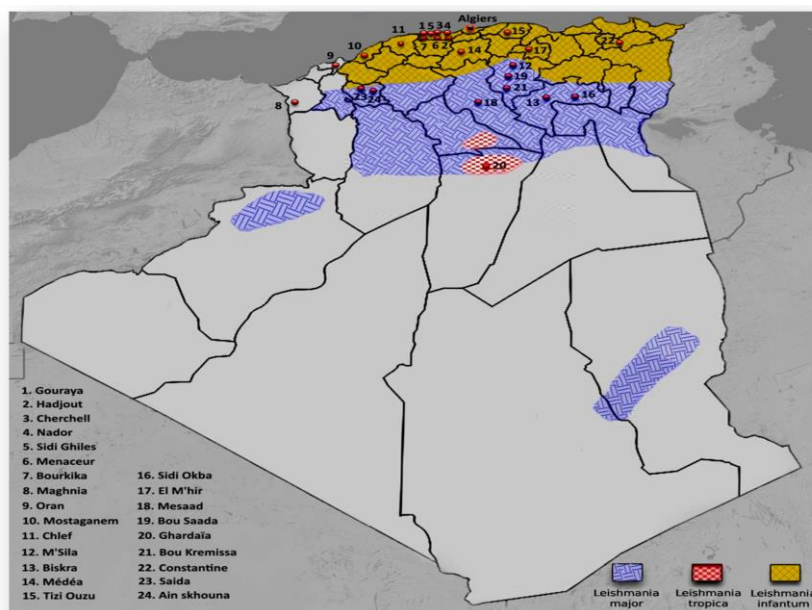 Algiers
1 5 3 4
11
7 6 2
15
22
10
14
17
9
12
19
23 24
21
8
18
13
16
20
1. Gouraya
2. Hadjout
3. Cherchell
4. Nador
5. Sidi Ghiles
6. Menaceur
7. Bourkika
8. Maghnia
9. Oran
10. Mostaganem
11. Chlef
12. M'Sila
13. Biskra
14. Médéa
15. Tizi Ouzu
16. Sidi Okba
17. El M'hir
18. Mesaad
19. Bou Saada
20. Ghardaïa
21. Bou Kremissa
22. Constantine
23. Saida
24. Ain skhouna
Leishmania
major
Leishmania
tropica
Leishmania
infantum